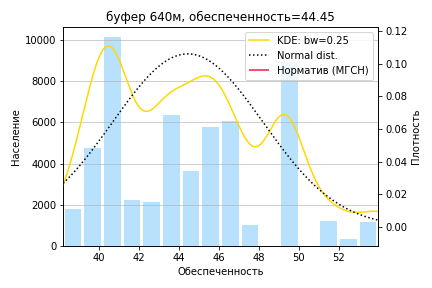 буфер 640м, обеспеченность=44.45
KDE: bw=0.25
Normal dist.
Норматив (МГСН)
Население
10000
8000
6000
4000
2000
0
0.12
0.10
0.08
0.06
0.04
0.02
0.00
Плотность
40 42 44 46 48 50 52
Обеспеченность